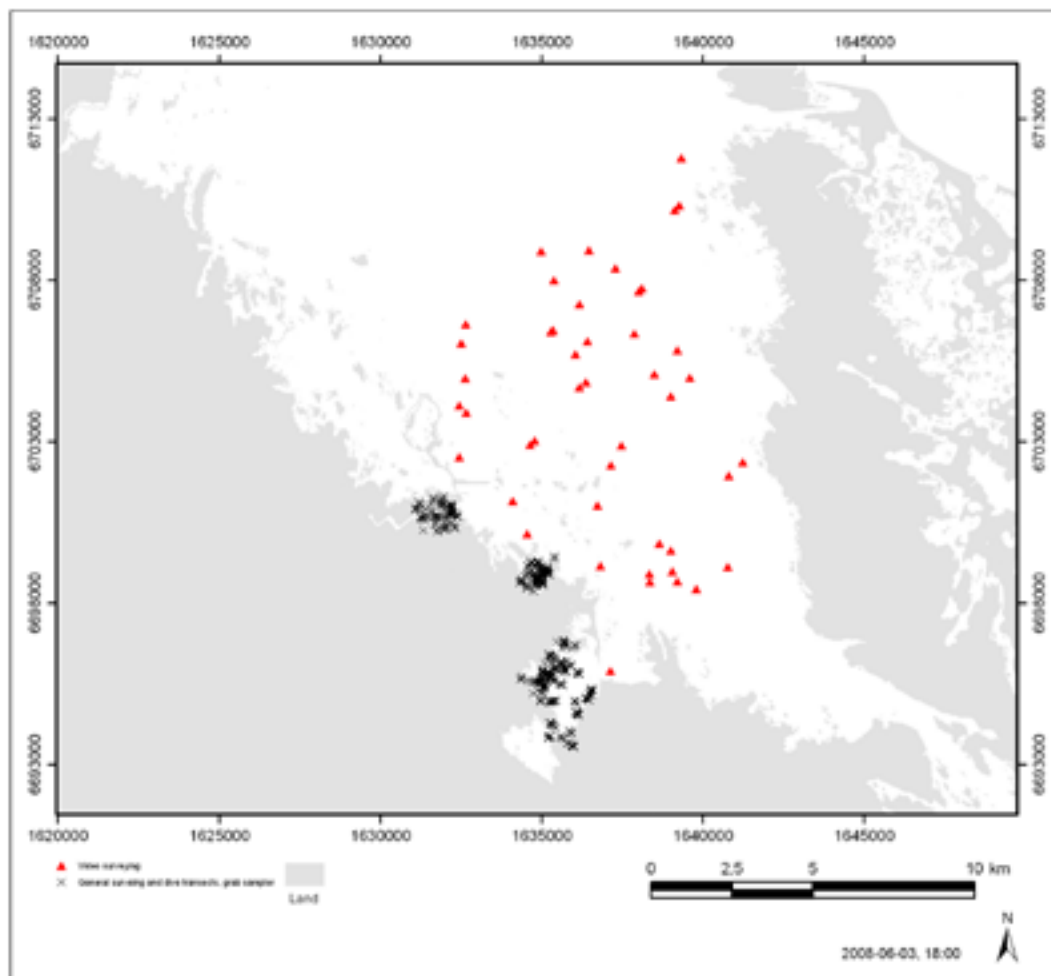 1620000 1625000 1630000 1635000 1640000 1645000
6713000 6713000
6708000 6708000
6703000 6703000
6698000 6698000
6693000 6693000
1620000 1625000 1630000 1635000 1640000 1645000
Video surveying
General surveying and dive transects, grab sampler
Land
0 2.5 5 10 km
N
2008-06-03, 18:00